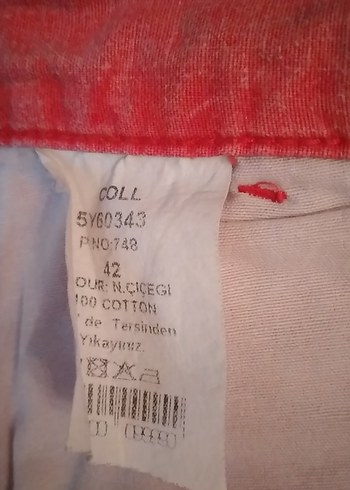 COLL
5Y60343
P.NO:748
42
OUR: N.ÇIÇEGI
100 COTTON
de Tersinden
Yıkayınız.